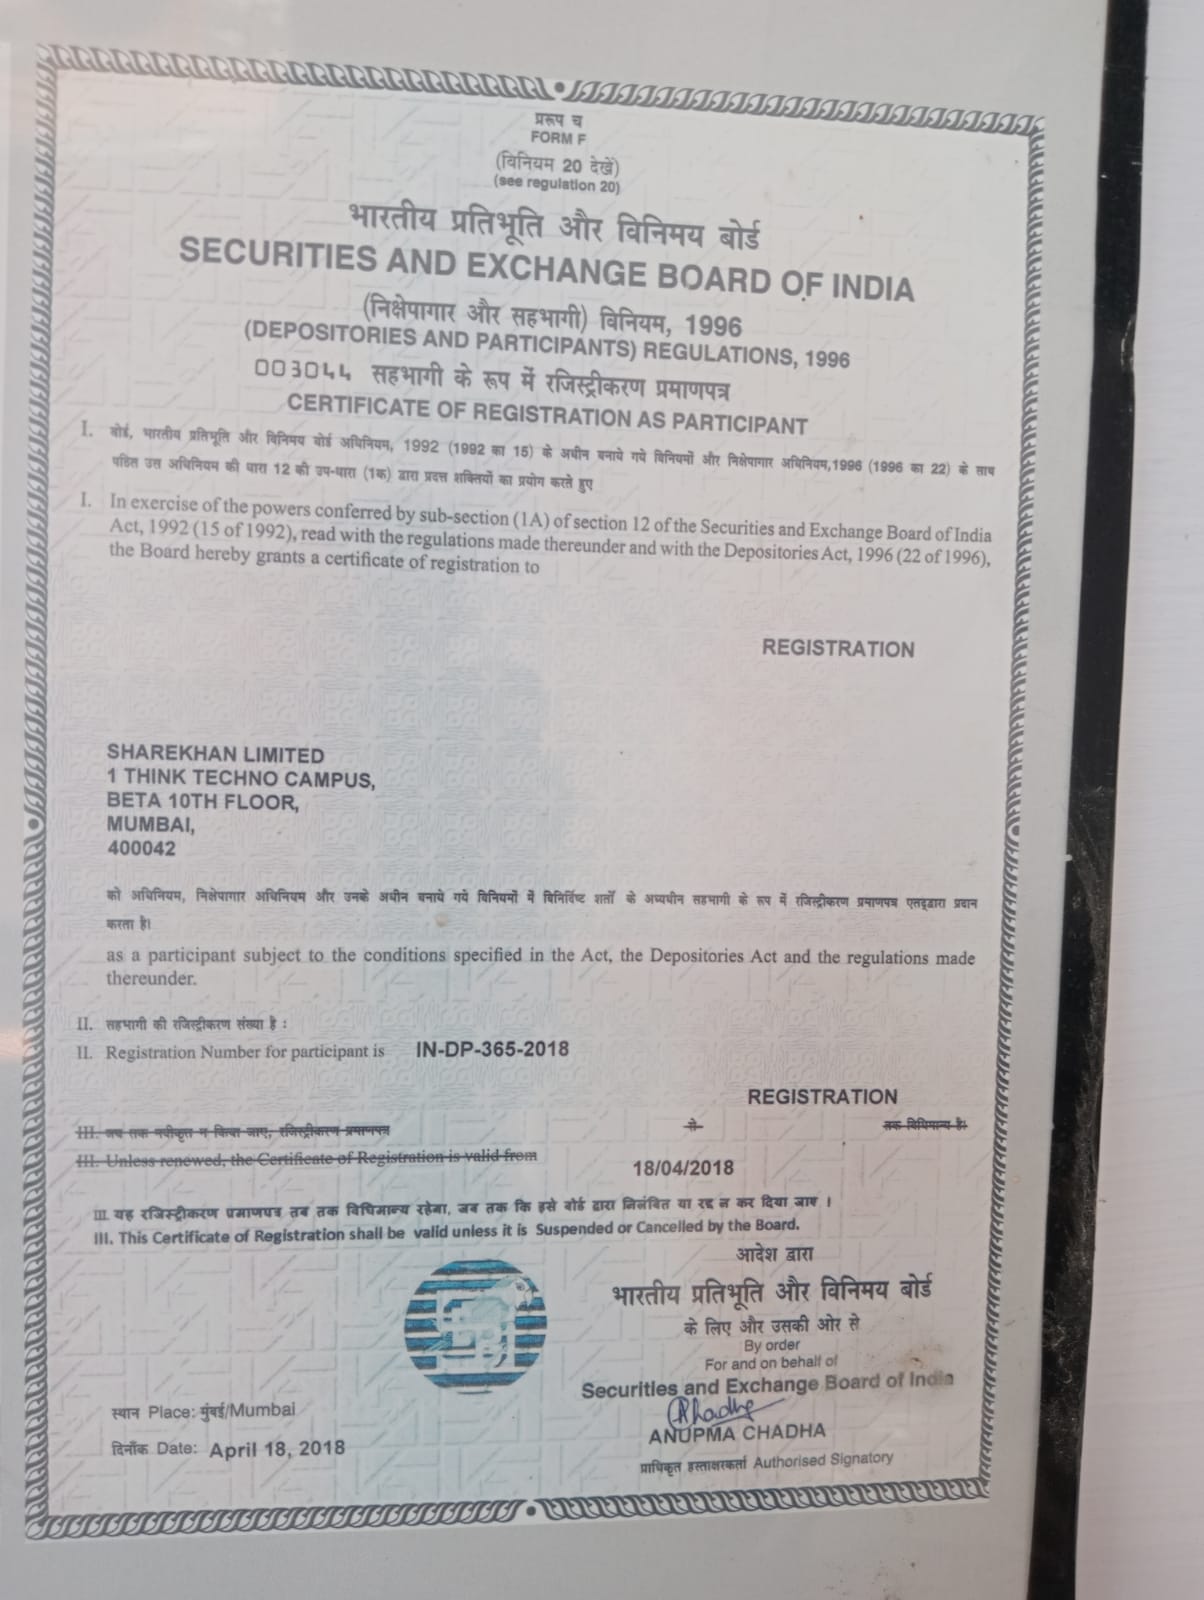 प्ररूप च
FORM F
(विनियम 20 देखें)
(see regulation 20)
भारतीय प्रतिभूति और विनिमय बोर्ड
SECURITIES AND EXCHANGE BOARD OF INDIA
(निक्षेपागार और सहभागी) विनियम, 1996
(DEPOSITORIES AND PARTICIPANTS) REGULATIONS, 1996
003044 सहभागी के रूप में रजिस्ट्रीकरण प्रमाणपत्र
CERTIFICATE OF REGISTRATION AS PARTICIPANT
I. बोर्ड, भारतीय प्रतिभूति और विनिमय बोर्ड अधिनियम, 1992 (1992 का 15) के अधीन बनाये गये विनियमों और निक्षेपागार अधिनियम,1996 (1996 का 22) के साथ
पठित उस अधिनियम की धारा 12 की उप-धारा (1क) द्वारा प्रदत्त शक्तियों का प्रयोग करते हुए
I. In exercise of the powers conferred by sub-section (1A) of section 12 of the Securities and Exchange Board of India
Act, 1992 (15 of 1992), read with the regulations made thereunder and with the Depositories Act, 1996 (22 of 1996),
the Board hereby grants a certificate of registration to
REGISTRATION
SHAREKHAN LIMITED
1 THINK TECHNO CAMPUS,
BETA 10TH FLOOR,
MUMBAI,
400042
को अधिनियम, निक्षेपागार अधिनियम और उनके अधीन बनाये गये विनियमों में विनिर्दिष्ट शर्तों के अध्यधीन सहभागी के रूप में रजिस्ट्रीकरण प्रमाणपत्र एतद्द्वारा प्रदान
करता है।
as a participant subject to the conditions specified in the Act, the Depositories Act and the regulations made
thereunder.
II. सहभागी की रजिस्ट्रीकरण संख्या है :
II. Registration Number for participant is IN-DP-365-2018
REGISTRATION
III. जब तक नवीकृत न किया जाए, रजिस्ट्रीकरण प्रमाणपत्र से तक विधिमान्य है।
III. Unless renewed, the Certificate of Registration is valid from
18/04/2018
III. यह रजिस्ट्रीकरण प्रमाणपत्र तब तक विधिमान्य रहेगा, जब तक कि इसे बोर्ड द्वारा निलंबित या रद्द न कर दिया जाए ।
III. This Certificate of Registration shall be valid unless it is Suspended or Cancelled by the Board.
आदेश द्वारा
भारतीय प्रतिभूति और विनिमय बोर्ड
के लिए और उसकी ओर से
By order
For and on behalf of
Securities and Exchange Board of India
AChadha
ANUPMA CHADHA
प्राधिकृत हस्ताक्षरकर्ता Authorised Signatory
स्थान Place: मुंबई/Mumbai
दिनाँक Date: April 18, 2018